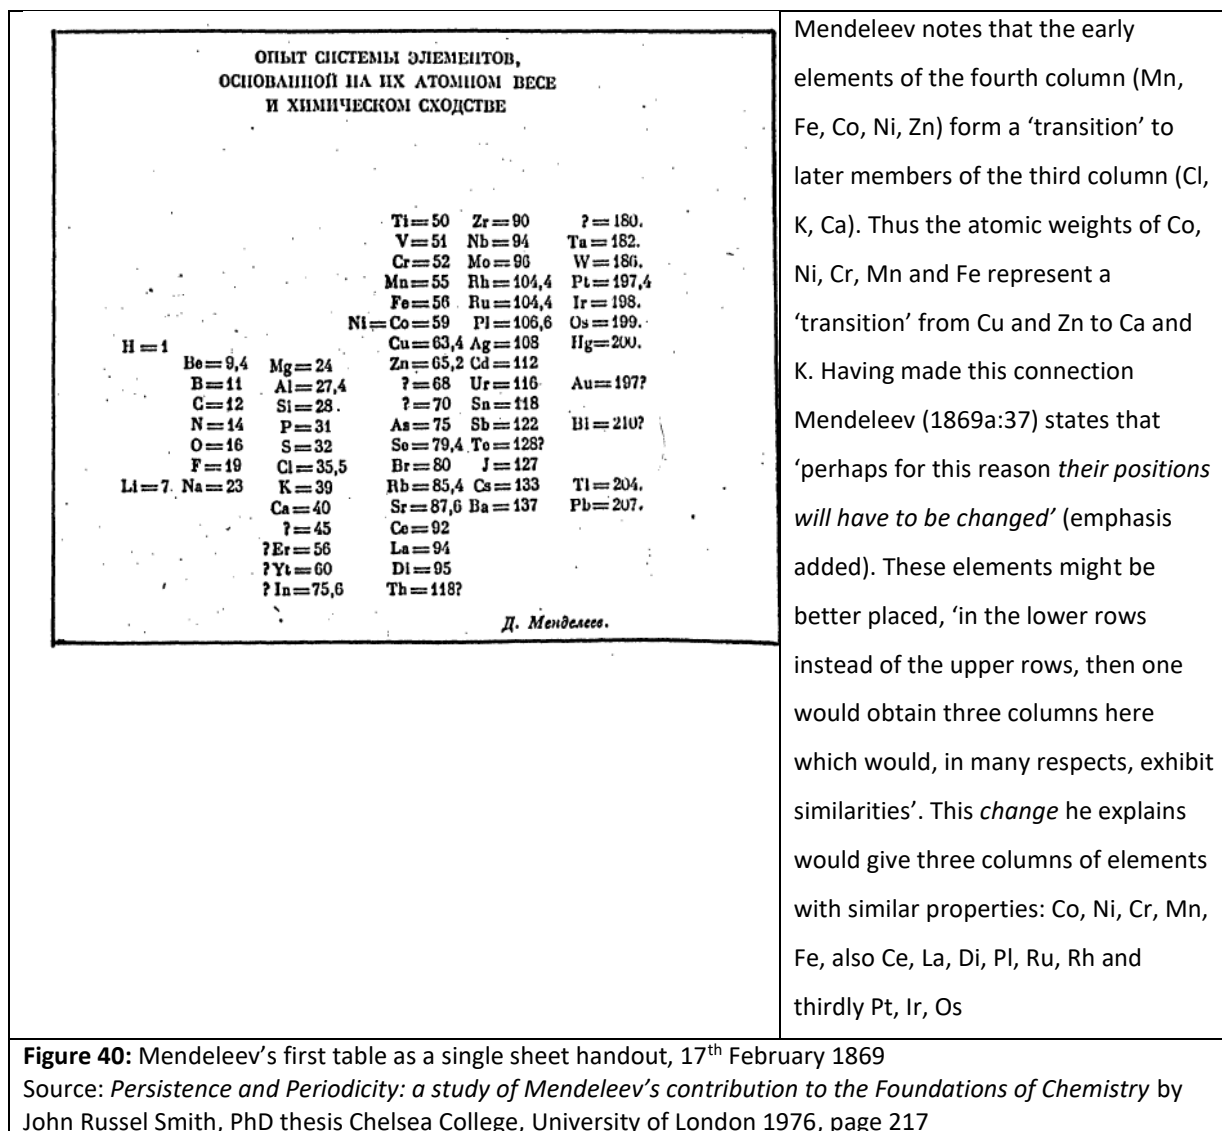 ОПЫТ СИСТЕМЫ ЭЛЕМЕНТОВ,
ОСНОВАННОЙ НА ИХ АТОМНОМ ВЕСЕ
И ХИМИЧЕСКОМ СХОДСТВЕ
Ti=50 Zr=90 ?=180.
V=51 Nb=94 Ta=182.
Cr=52 Mo=96 W=186.
Mn=55 Rh=104,4 Pt=197,4
Fe=56 Ru=104,4 Ir=198.
Ni=Co=59 Pl=106,6 Os=199.
H=1 Cu=63,4 Ag=108 Hg=200.
Be=9,4 Mg=24 Zn=65,2 Cd=112
B=11 Al=27,4 ?=68 Ur=116 Au=197?
C=12 Si=28. ?=70 Sn=118
N=14 P=31 As=75 Sb=122 Bi=210?
O=16 S=32 Se=79,4 Te=128?
F=19 Cl=35,5 Br=80 J=127
Li=7 Na=23 K=39 Rb=85,4 Cs=133 Tl=204.
Ca=40 Sr=87,6 Ba=137 Pb=207.
?=45 Ce=92
?Er=56 La=94
?Yt=60 Di=95
?In=75,6 Th=118?
Д. Менделеев.
Mendeleev notes that the early
elements of the fourth column (Mn,
Fe, Co, Ni, Zn) form a ‘transition’ to
later members of the third column (Cl,
K, Ca). Thus the atomic weights of Co,
Ni, Cr, Mn and Fe represent a
‘transition’ from Cu and Zn to Ca and
K. Having made this connection
Mendeleev (1869a:37) states that
‘perhaps for this reason their positions
will have to be changed’ (emphasis
added). These elements might be
better placed, ‘in the lower rows
instead of the upper rows, then one
would obtain three columns here
which would, in many respects, exhibit
similarities’. This change he explains
would give three columns of elements
with similar properties: Co, Ni, Cr, Mn,
Fe, also Ce, La, Di, Pl, Ru, Rh and
thirdly Pt, Ir, Os
Figure 40: Mendeleev’s first table as a single sheet handout, 17th February 1869
Source: Persistence and Periodicity: a study of Mendeleev’s contribution to the Foundations of Chemistry by
John Russel Smith, PhD thesis Chelsea College, University of London 1976, page 217